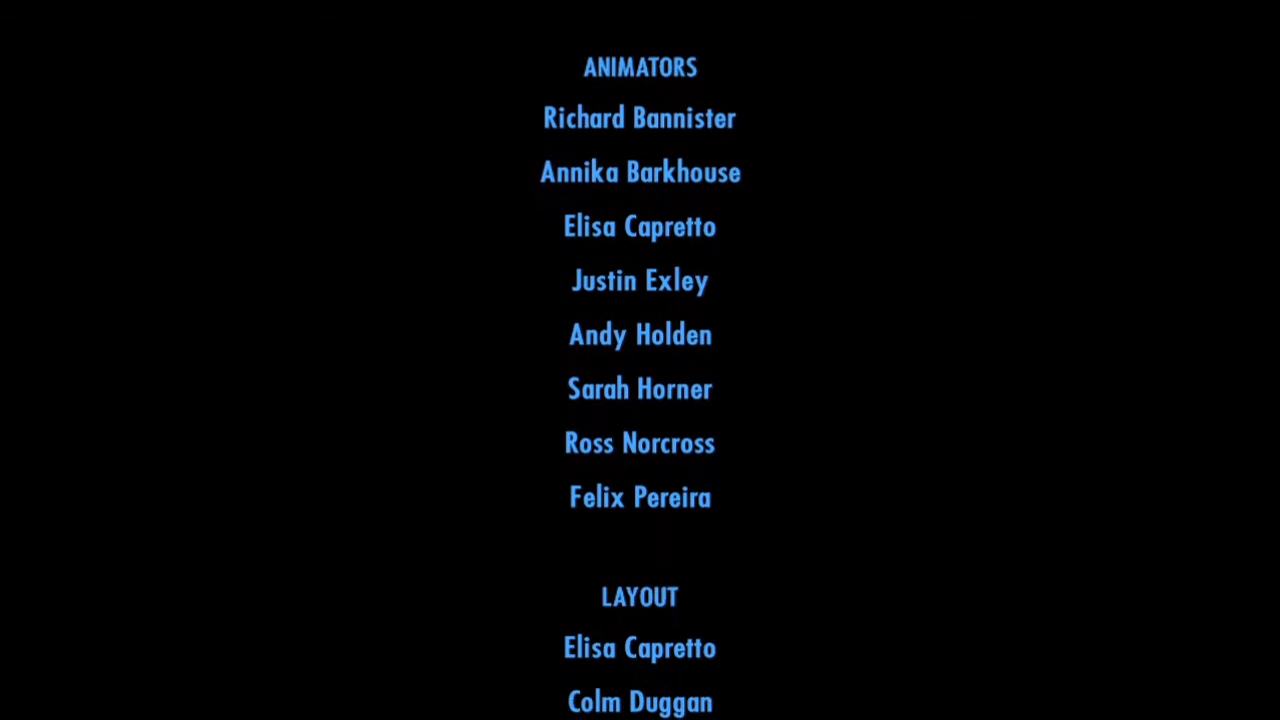 ANIMATORS
Richard Bannister
Annika Barkhouse
Elisa Capretto
Justin Exley
Andy Holden
Sarah Horner
Ross Norcross
Felix Pereira
LAYOUT
Elisa Capretto
Colm Duggan